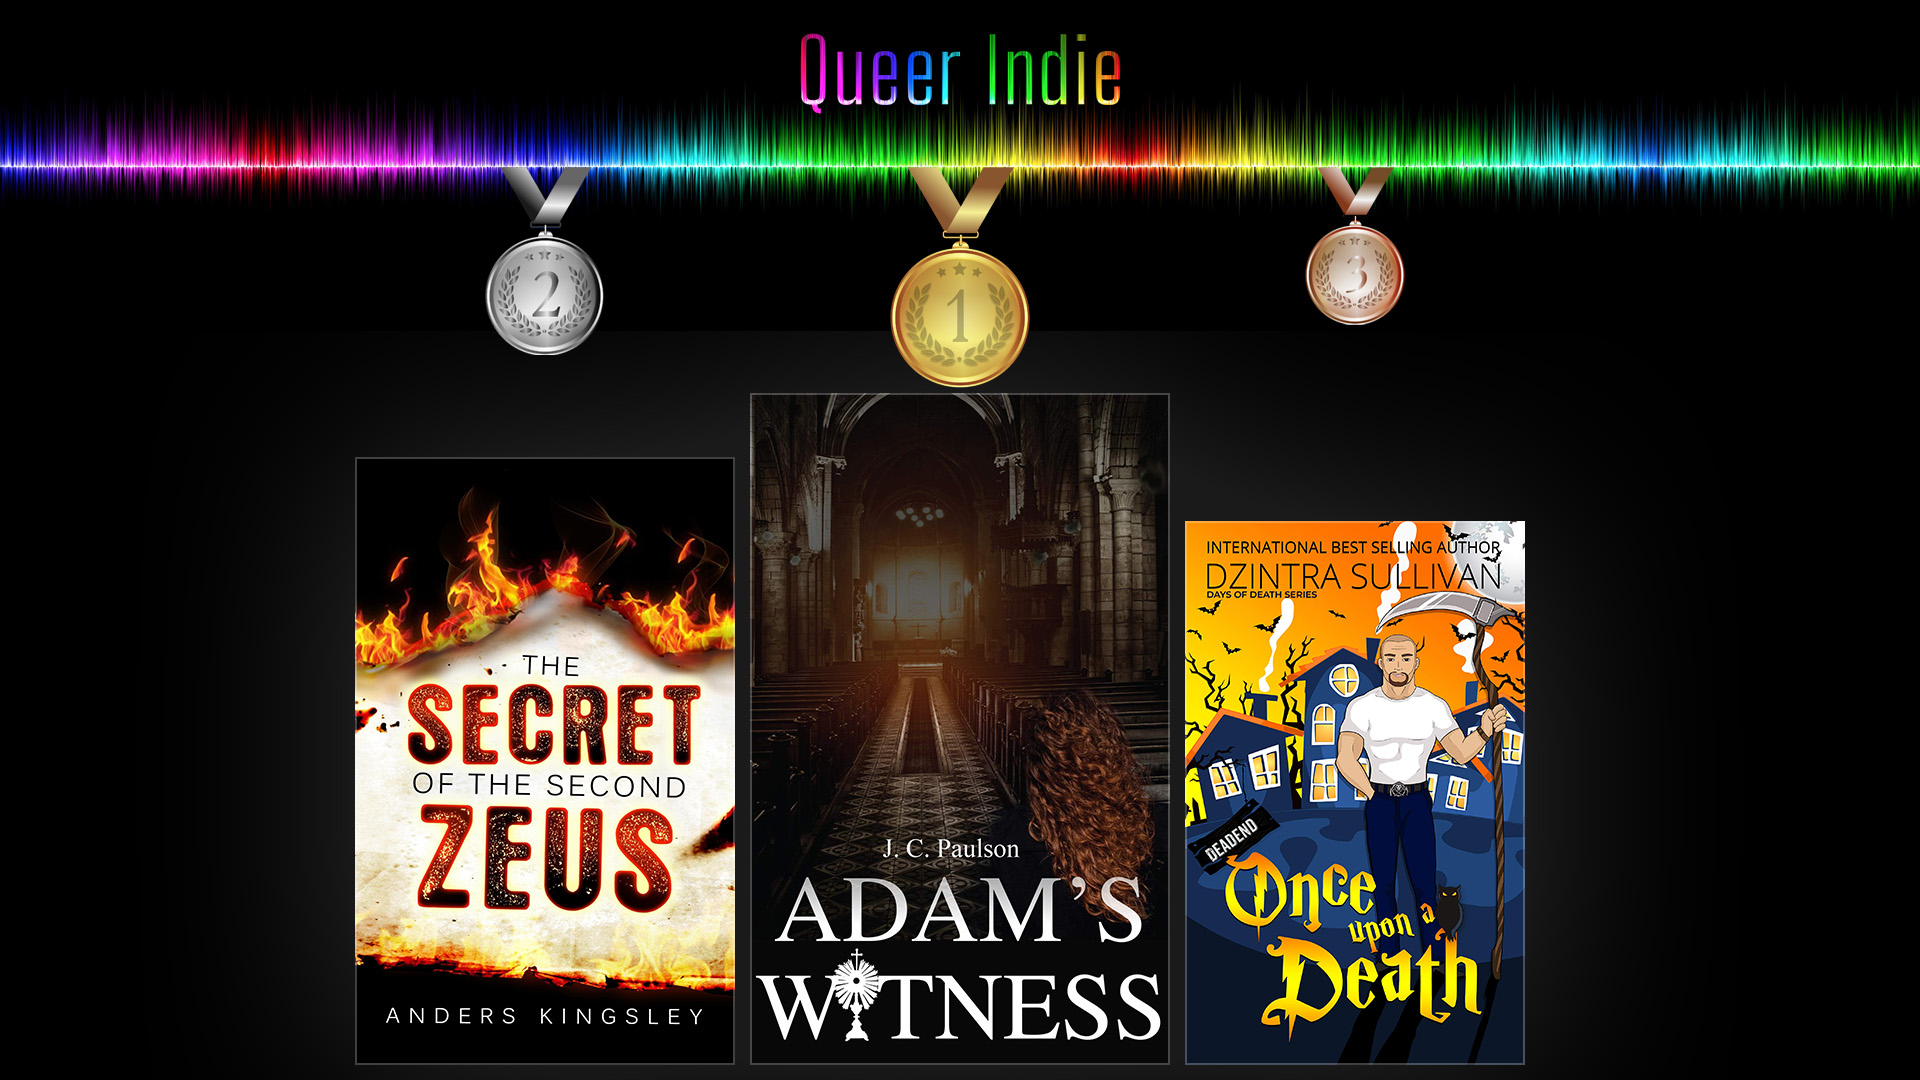 Queer Indie
2
1
3
THE
SECRET
OF THE SECOND
ZEUS
ANDERS KINGSLEY
J. C. Paulson
ADAM'S
WITNESS
INTERNATIONAL BEST SELLING AUTHOR
DZINTRA SULLIVAN
DAYS OF DEATH SERIES
DEADEND
Once
upon a
Death